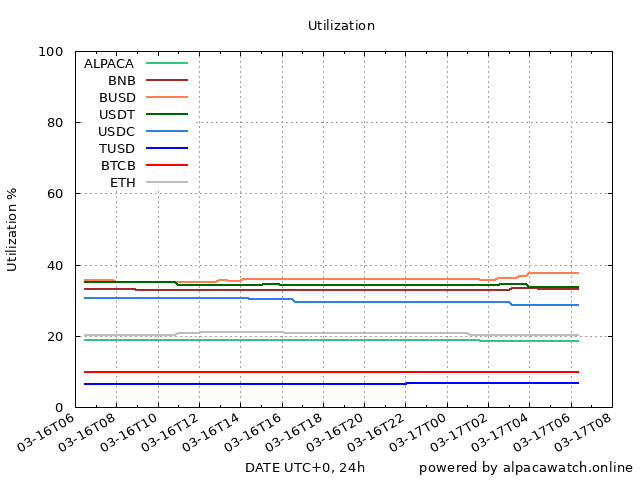 Utilization
100
80
60
40
20
0
Utilization %
ALPACA
BNB
BUSD
USDT
USDC
TUSD
BTCB
ETH
03-16T06
03-16T08
03-16T10
03-16T12
03-16T14
03-16T16
03-16T18
03-16T20
03-16T22
03-17T00
03-17T02
03-17T04
03-17T06
03-17T08
DATE UTC+0, 24h
powered by alpacawatch.online